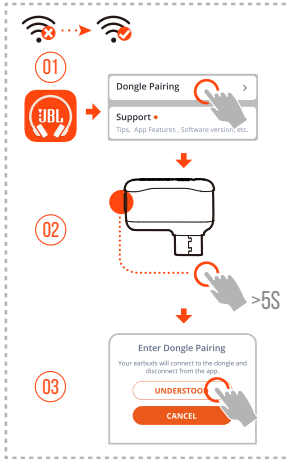 01
JBL
Dongle Pairing
Support
Tips, App Features , Software version, etc.
02
>5S
03
Enter Dongle Pairing
Your earbuds will connect to the dongle and
disconnect from the app.
UNDERSTOO
CANCEL